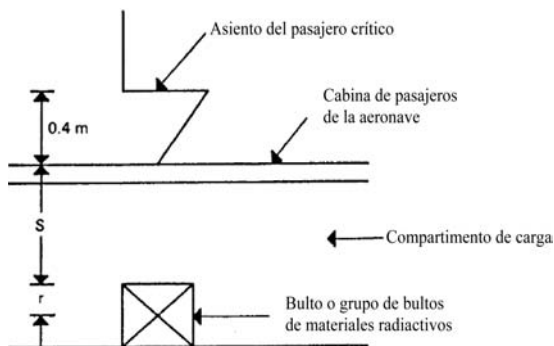 Asiento del pasajero crítico
Cabina de pasajeros
de la aeronave
0.4 m
S
Compartimento de carga
r
Bulto o grupo de bultos
de materiales radiactivos